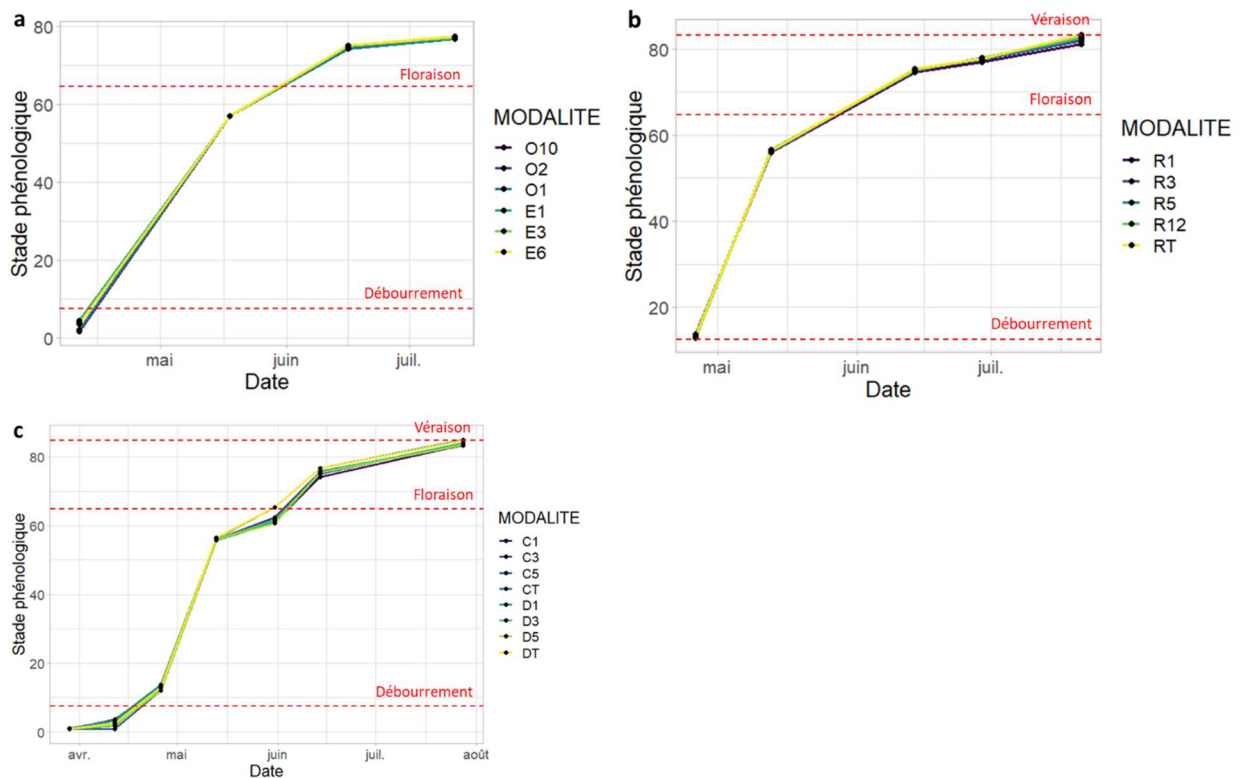 a
80
60
40
20
0
Stade phénologique
Floraison
Débourrement
mai
juin
juil.
Date
MODALITE
O10
O2
O1
E1
E3
E6
b
80
60
40
20
Stade phénologique
Véraison
Floraison
Débourrement
mai
juin
juil.
Date
MODALITE
R1
R3
R5
R12
RT
c
80
60
40
20
0
Stade phénologique
Véraison
Floraison
Débourrement
avr.
mai
juin
juil.
août
Date
MODALITE
C1
C3
C5
CT
D1
D3
D5
DT